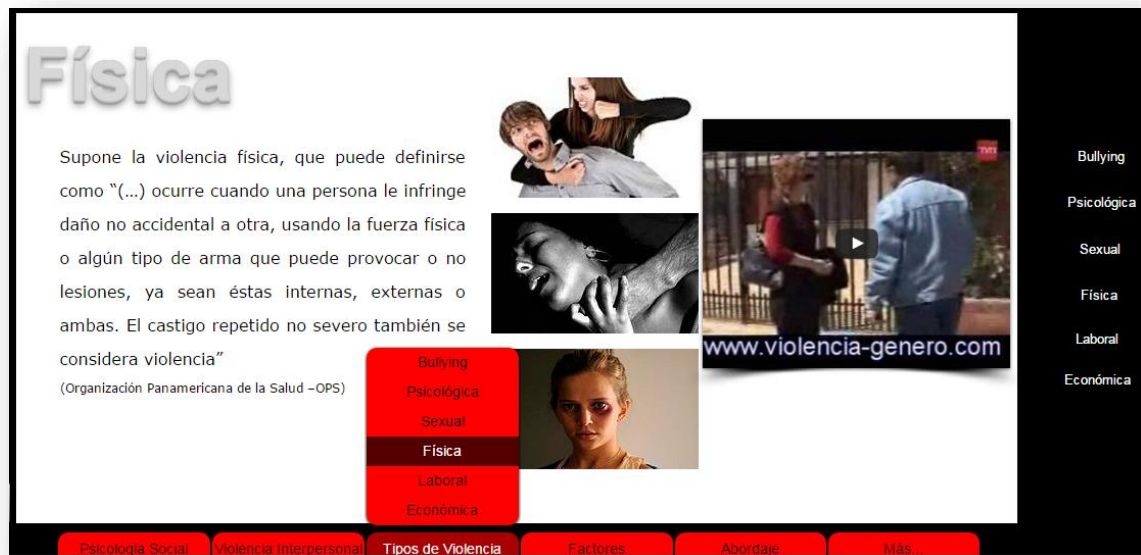 Física
Supone la violencia física, que puede definirse
como “(...) ocurre cuando una persona le infringe
daño no accidental a otra, usando la fuerza física
o algún tipo de arma que puede provocar o no
lesiones, ya sean éstas internas, externas o
ambas. El castigo repetido no severo también se
considera violencia”
(Organización Panamericana de la Salud –OPS)
www.violencia-genero.com
Bullying
Psicológica
Sexual
Física
Laboral
Económica
Bullying
Psicológica
Sexual
Física
Laboral
Económica
Psicología Social
Violencia Interpersonal
Tipos de Violencia
Factores
Abordaje
Más...